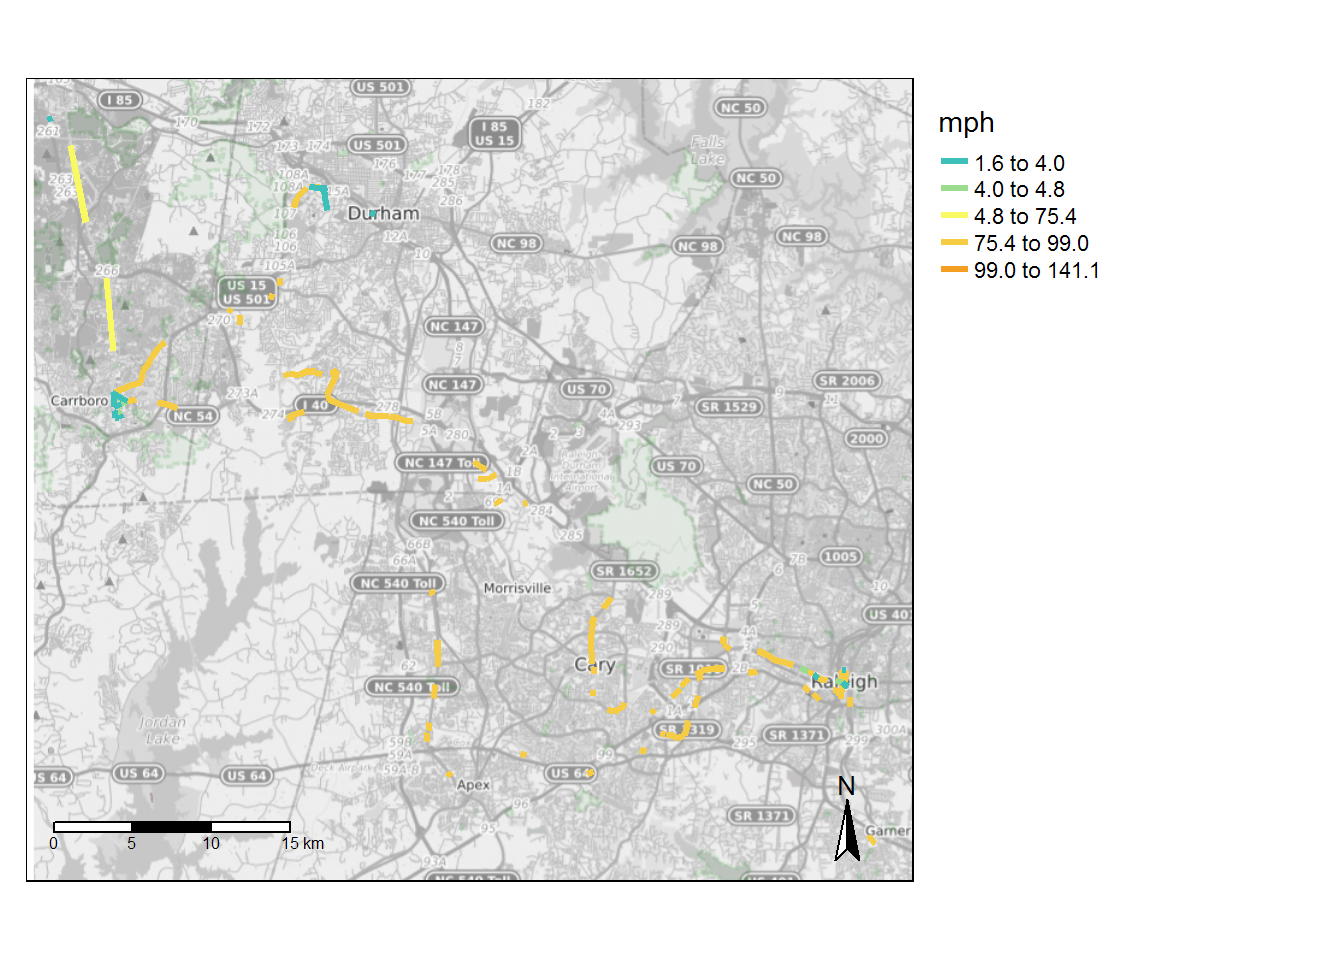 US 501
I 85
182
NC 50
170
172
I 85
US 15
261
173 174
US 501
Falls
Lake
176
177
178
108A
285
NC 50
263
108A
286
107
Durham
12A
NC 98
NC 98
NC 98
106
106
10
105A
266
US 15
US 501
270
NC 147
8
7
SR 2006
NC 147
US 70
9
273A
11
Carrboro
I 40
278
7
SR 1529
NC 54
274
5B
4A
5A
280
293
2
3
2000
2A
Raleigh
Durham
International
Airport
NC 147 Toll
1B
US 70
NC 50
1A
2
69
284
NC 540 Toll
285
66B
7B
1005
66A
SR 1652
6
NC 540 Toll
Morrisville
10
289
5
US 401
289
4A
290
3
62
Cary
2B
NC 540 Toll
Raleigh
1A
Jordan
Lake
SR 1371
300A
59B
295
299
59A
99
59A-B
Deck Airpark
US 64
US 64
US 64
US 64
Apex
N
96
SR 1371
95
Garner
0 5 10 15 km
93A
NC 540 Toll
mph
1.6 to 4.0
4.0 to 4.8
4.8 to 75.4
75.4 to 99.0
99.0 to 141.1